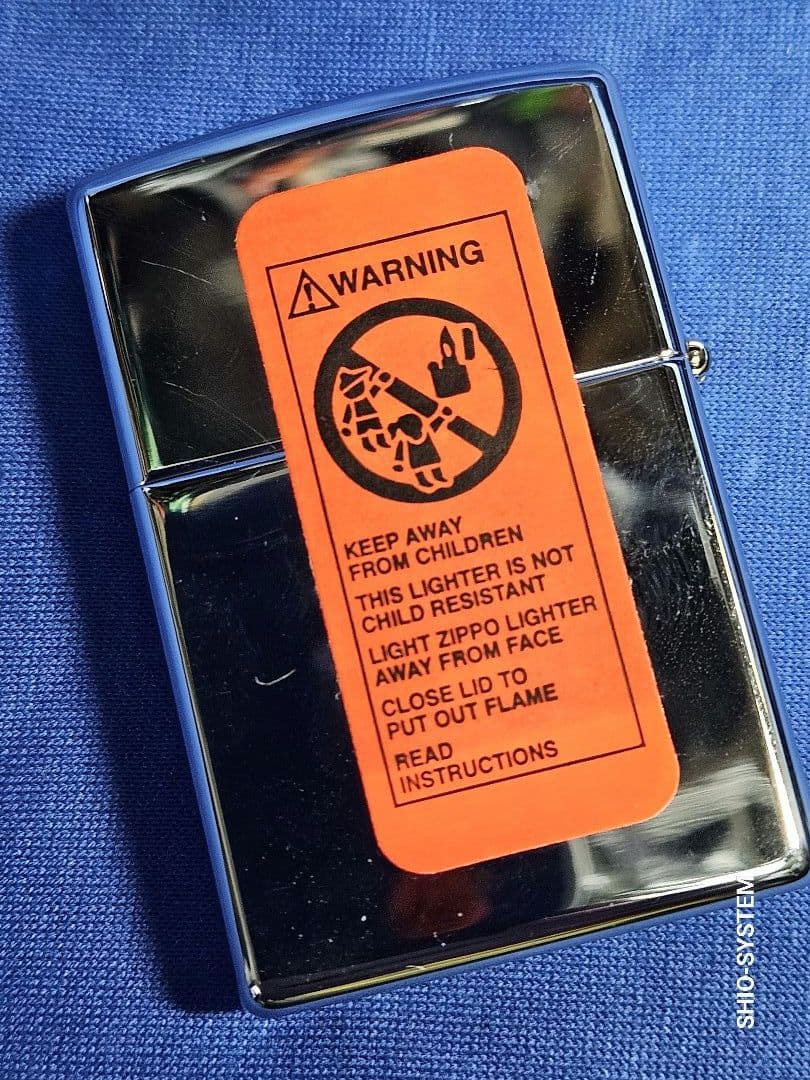 WARNING
KEEP AWAY
FROM CHILDREN
THIS LIGHTER IS NOT
CHILD RESISTANT
LIGHT ZIPPO LIGHTER
AWAY FROM FACE
CLOSE LID TO
PUT OUT FLAME
READ
INSTRUCTIONS
SHIO-SYSTEM